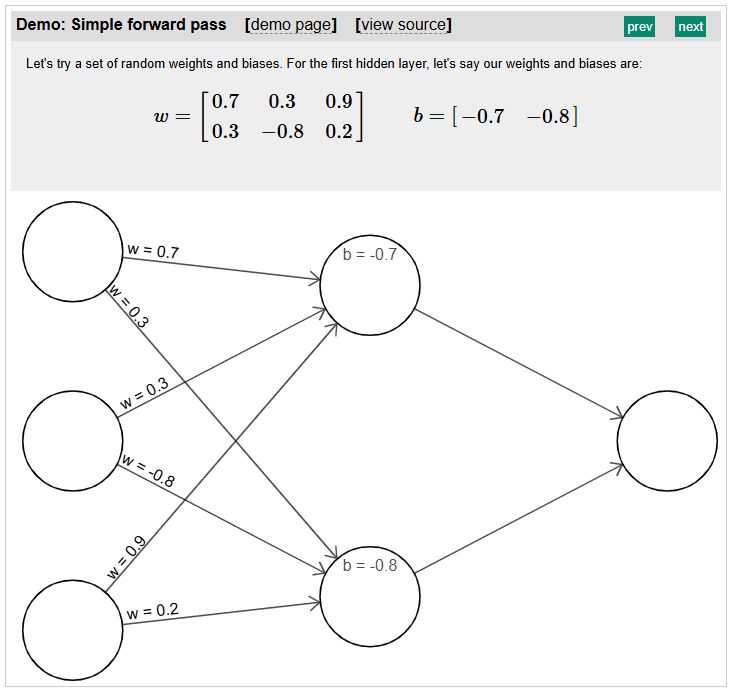 Demo: Simple forward pass [demo page] [view source] prev next
Let's try a set of random weights and biases. For the first hidden layer, let's say our weights and biases are:
w = [0.7 0.3 0.9
0.3 −0.8 0.2] b = [−0.7 −0.8]
w = 0.7
b = -0.7
w = 0.3
w = 0.3
w = -0.8
w = 0.9
b = -0.8
w = 0.2